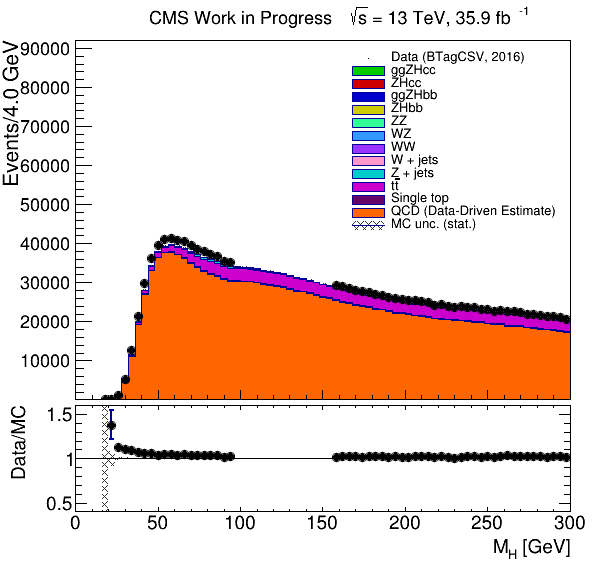 CMS Work in Progress √s = 13 TeV, 35.9 fb -1
Events/4.0 GeV
90000
80000
70000
60000
50000
40000
30000
20000
10000
Data (BTagCSV, 2016)
ggZHcc
ZHcc
ggZHbb
ZHbb
ZZ
WZ
WW
W + jets
Z + jets
tt̅
Single top
QCD (Data-Driven Estimate)
MC unc. (stat.)
Data/MC
1.5
1
0.5
0 50 100 150 200 250 300
M_H [GeV]